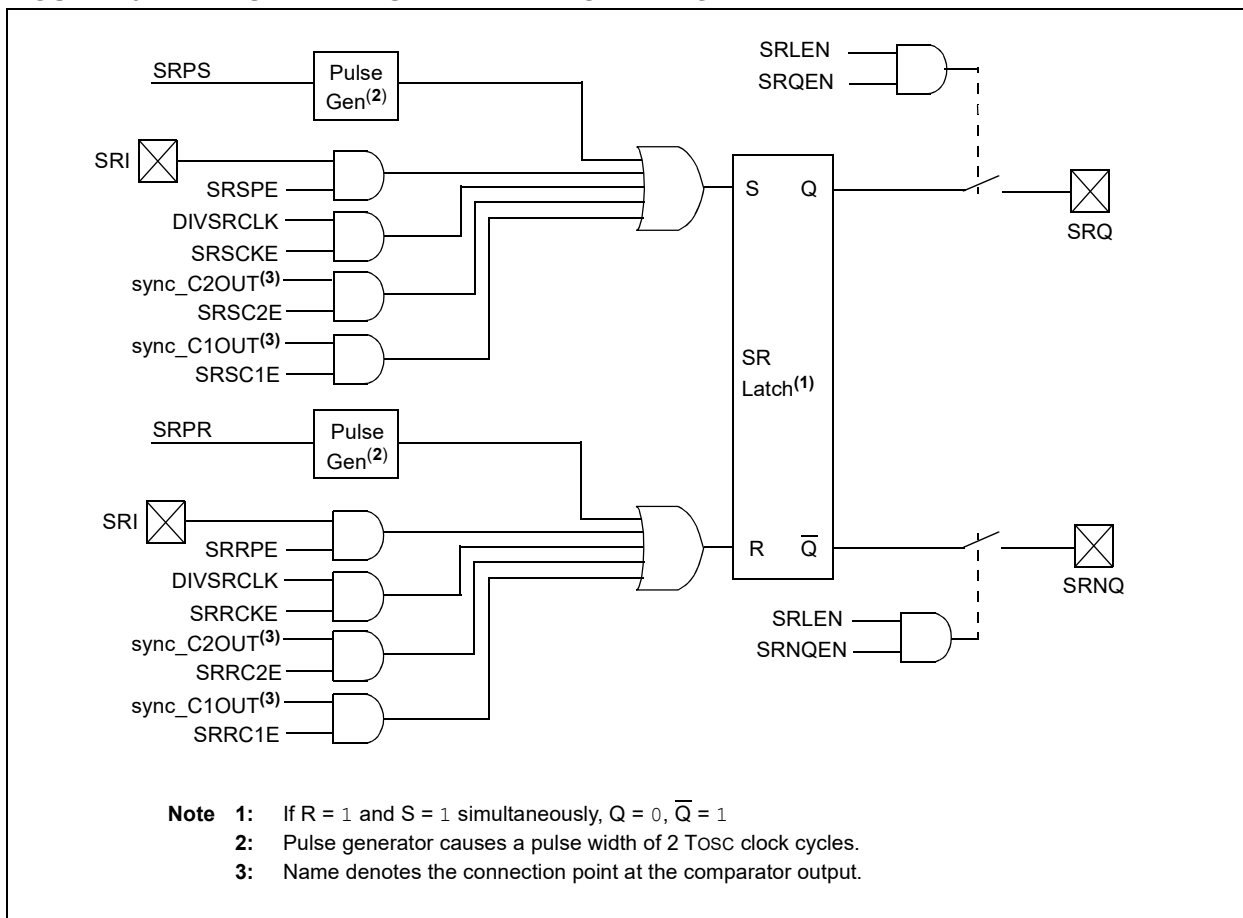 SRPS
Pulse
Gen(2)
SRI
SRSPE
DIVSRCLK
SRSCKE
sync_C2OUT(3)
SRSC2E
sync_C1OUT(3)
SRSC1E
SRLEN
SRQEN
S Q
SRQ
SR
Latch(1)
SRPR
Pulse
Gen(2)
SRI
SRRPE
DIVSRCLK
SRRCKE
sync_C2OUT(3)
SRRC2E
sync_C1OUT(3)
SRRC1E
R Q̅
SRNQ
SRLEN
SRNQEN
Note 1: If R = 1 and S = 1 simultaneously, Q = 0, Q̅ = 1
2: Pulse generator causes a pulse width of 2 TOSC clock cycles.
3: Name denotes the connection point at the comparator output.